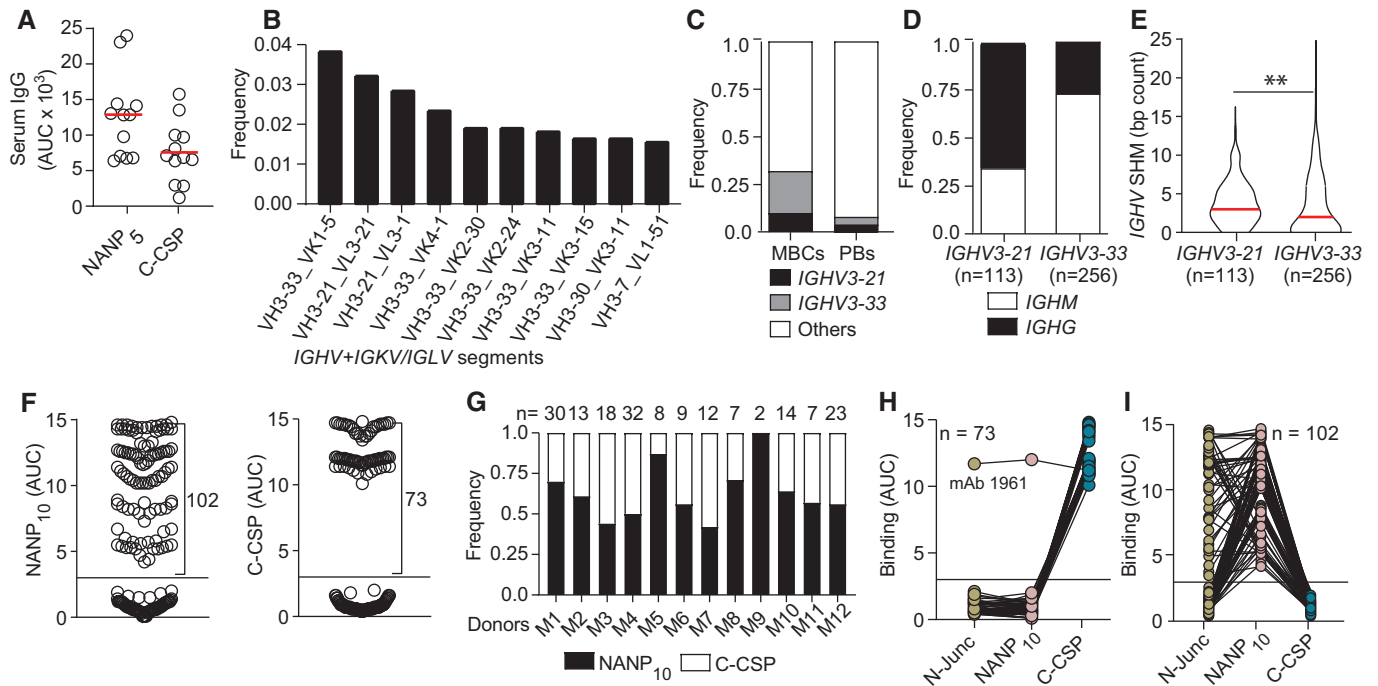 A
Serum IgG
(AUC x 10³)
25
20
15
10
5
0
NANP5
C-CSP
B
Frequency
0.04
0.03
0.02
0.01
0.00
VH3-33_VK1-5
VH3-21_VL3-21
VH3-21_VL3-1
VH3-33_VK4-1
VH3-33_VK2-30
VH3-33_VK2-24
VH3-33_VK3-11
VH3-33_VK3-15
VH3-30_VK3-11
VH3-7_VL1-51
IGHV+IGKV/IGLV segments
C
Frequency
1.0
0.75
0.5
0.25
0.0
MBCs PBs
IGHV3-21
IGHV3-33
Others
D
Frequency
1.0
0.75
0.5
0.25
0.0
IGHV3-21 IGHV3-33
(n=113) (n=256)
IGHM
IGHG
E
IGHV SHM (bp count)
25
20
15
10
5
0
**
IGHV3-21 IGHV3-33
(n=113) (n=256)
F
NANP10 (AUC)
15
10
5
0
102
C-CSP (AUC)
15
10
5
0
73
G
n= 30 13 18 32 8 9 12 7 2 14 7 23
Frequency
1.0
0.75
0.5
0.25
0.0
Donors M1 M2 M3 M4 M5 M6 M7 M8 M9 M10 M11 M12
NANP10 C-CSP
H
Binding (AUC)
15
10
5
0
n = 73
mAb 1961
N-Junc
NANP10
C-CSP
I
Binding (AUC)
15
10
5
0
n = 102
N-Junc
NANP10
C-CSP